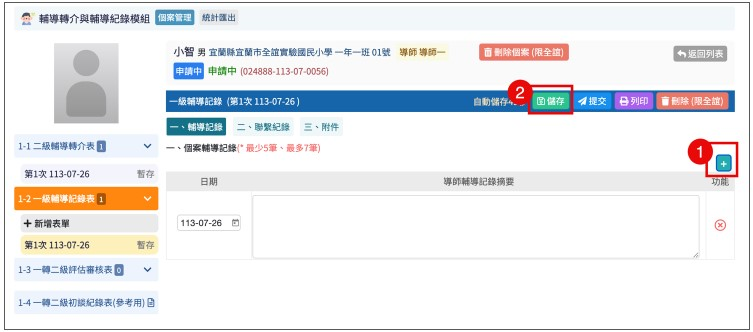 輔導轉介與輔導紀錄模組 個案管理 統計匯出
小智 男 宜蘭縣宜蘭市全誼實驗國民小學 一年一班 01號 導師 導師一 刪除個案 (限全誼) 返回列表
申請中 申請中 (024888-113-07-0056)
一級輔導記錄 (第1次 113-07-26 ) 自動儲存4 2 儲存 提交 列印 刪除 (限全誼)
一、輔導記錄 二、聯繫紀錄 三、附件
1-1 二級輔導轉介表 1
一、個案輔導記錄(* 最少5筆、最多7筆) 1 +
第1次 113-07-26 暫存
日期 導師輔導記錄摘要 功能
1-2 一級輔導記錄表 1
+ 新增表單
113-07-26
第1次 113-07-26 暫存
1-3 一轉二級評估審核表 0
1-4 一轉二級初談紀錄表(參考用)